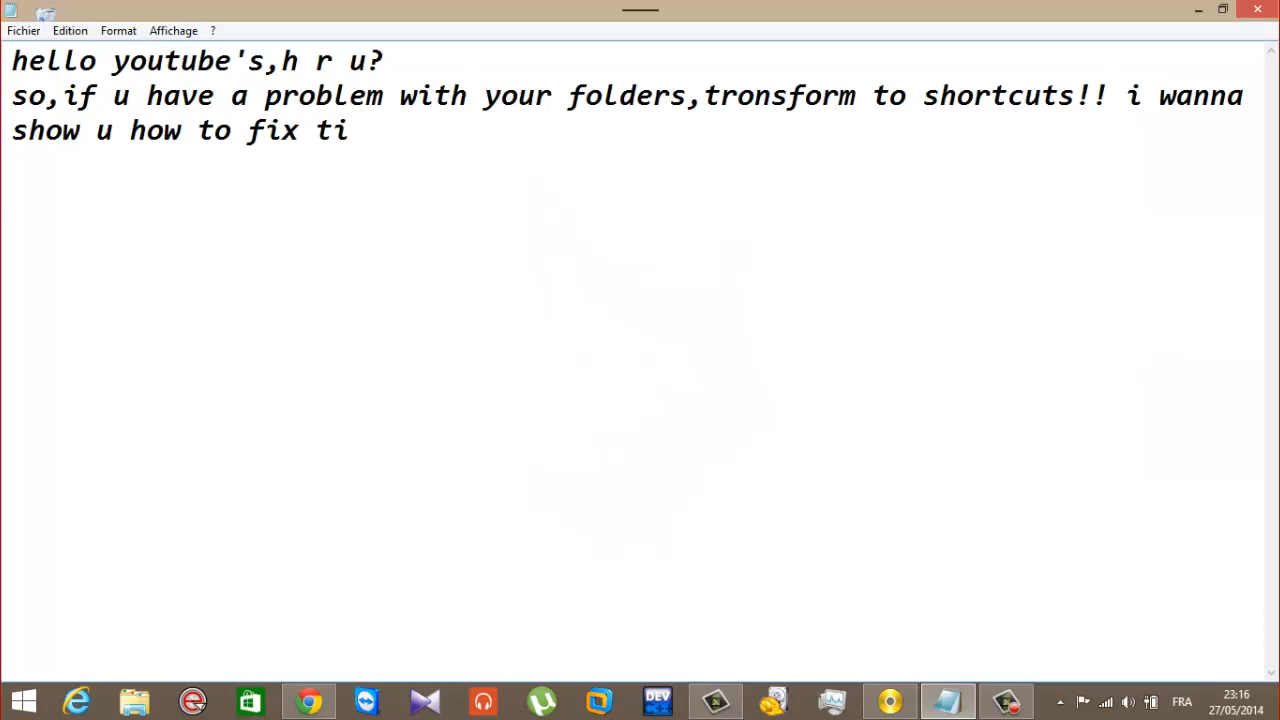 Fichier Edition Format Affichage ?
hello youtube's,h r u?
so,if u have a problem with your folders,tronsform to shortcuts!! i wanna
show u how to fix ti
DEV
FRA
23:16
27/05/2014